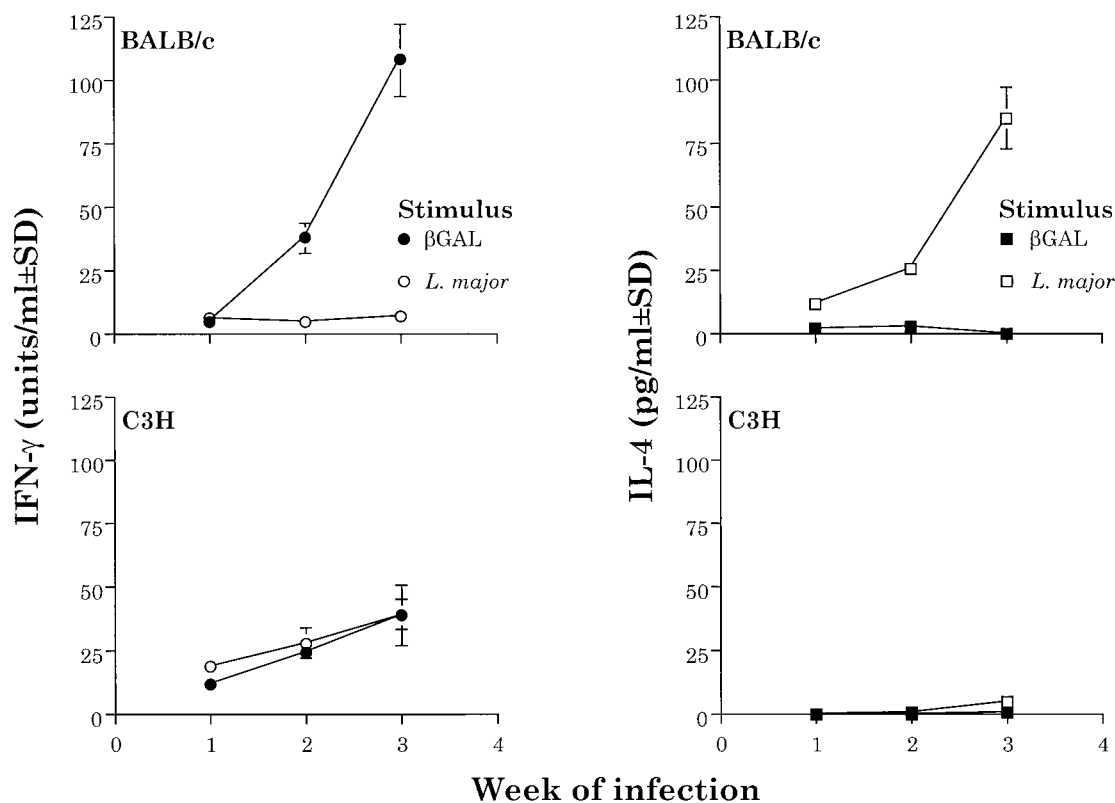 IFN-γ (units/ml±SD)
BALB/c
125
100
75
50
25
0
Stimulus
βGAL
L. major
C3H
125
100
75
50
25
0
0 1 2 3 4
IL-4 (pg/ml±SD)
BALB/c
125
100
75
50
25
0
Stimulus
βGAL
L. major
C3H
125
100
75
50
25
0
0 1 2 3 4
Week of infection